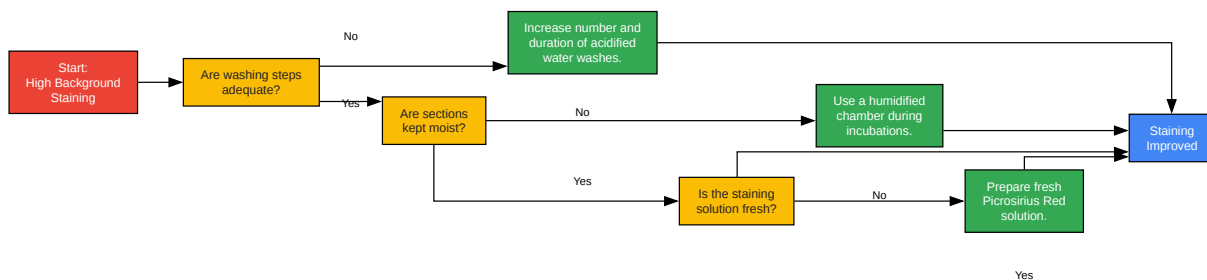 Start:
High Background
Staining
Are washing steps
adequate?
No
Increase number and
duration of acidified
water washes.
Yes
Are sections
kept moist?
No
Use a humidified
chamber during
incubations.
Staining
Improved
Yes
Is the staining
solution fresh?
No
Prepare fresh
Picrosirius Red
solution.
Yes